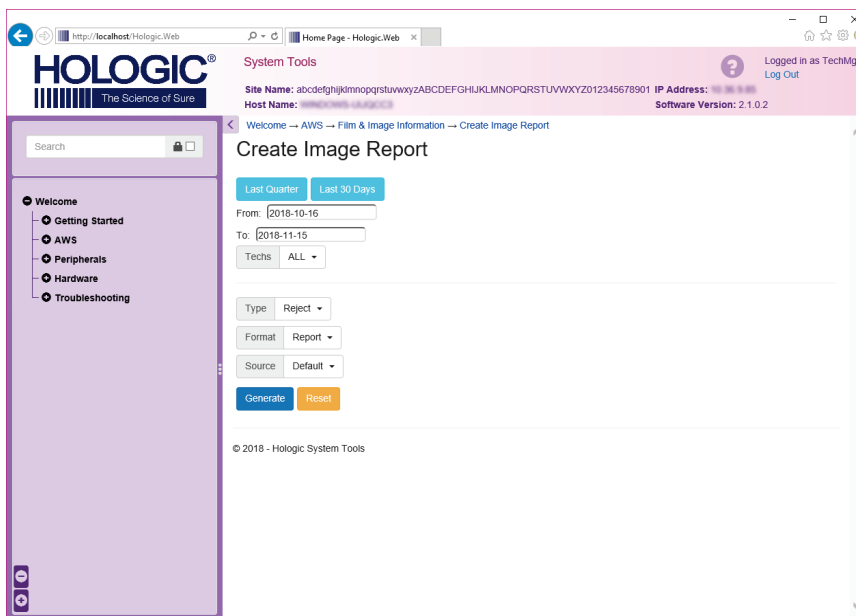 http://localhost/Hologic.Web
Home Page - Hologic.Web
HOLOGIC®
The Science of Sure
System Tools
Logged in as TechMg
Log Out
Site Name: abcdefghijklmnopqrstuvwxyzABCDEFGHIJKLMNOPQRSTUVWXYZ012345678901 IP Address:
Host Name:
Software Version: 2.1.0.2
Welcome → AWS → Film & Image Information → Create Image Report
Search
Create Image Report
Last Quarter
Last 30 Days
From: 2018-10-16
To: 2018-11-15
Techs ALL
Welcome
Getting Started
AWS
Peripherals
Hardware
Troubleshooting
Type Reject
Format Report
Source Default
Generate
Reset
© 2018 - Hologic System Tools